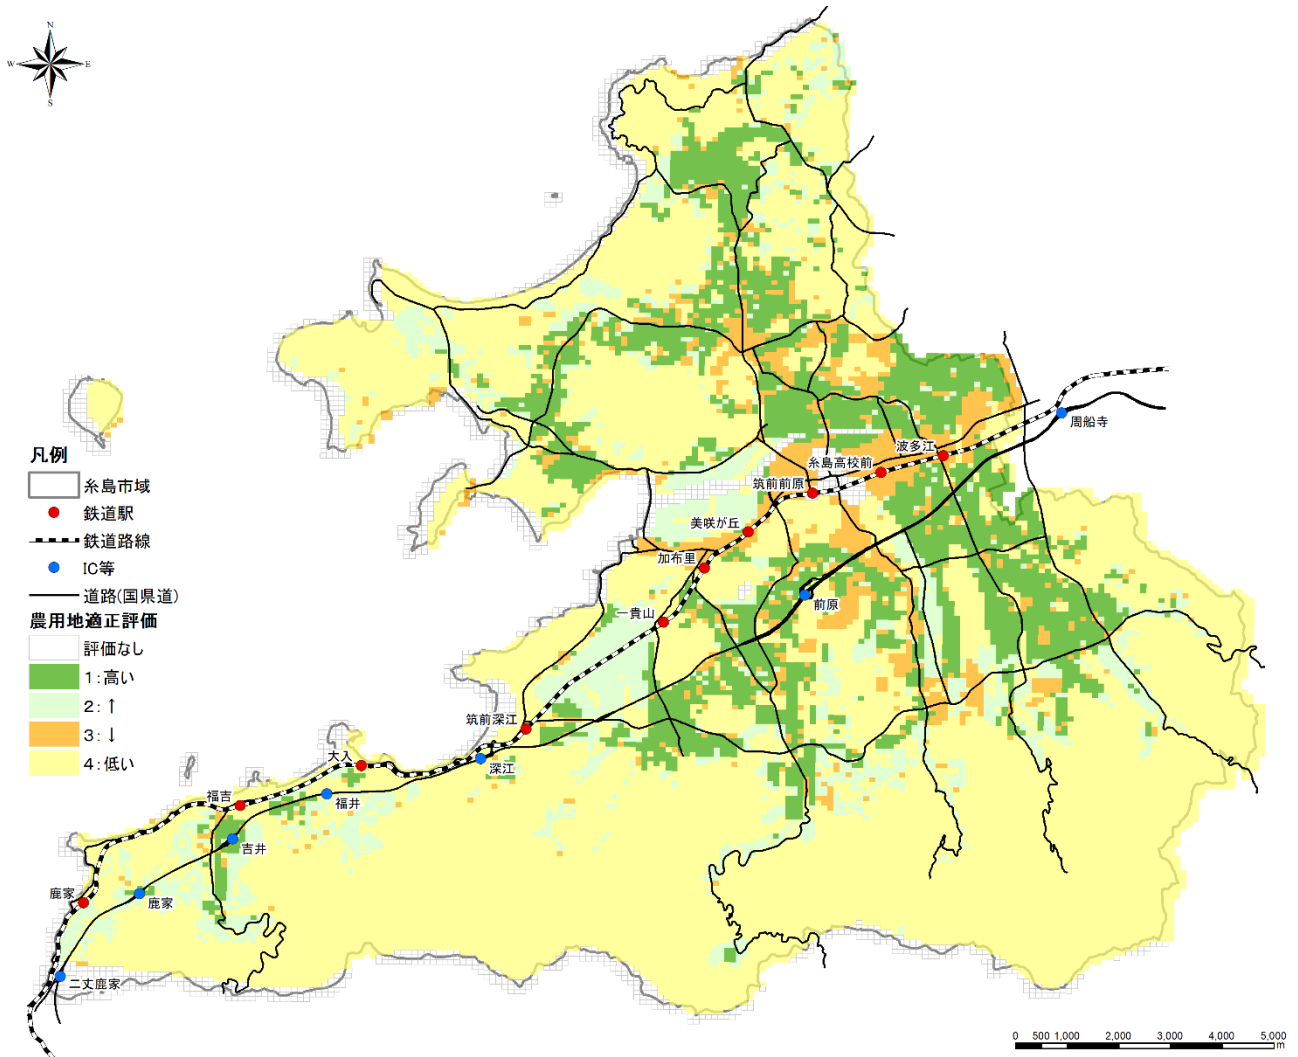 N
W
E
S
周船寺
波多江
糸島高校前
筑前前原
美咲が丘
加布里
前原
一貴山
筑前深江
深江
大入
福井
福吉
吉井
鹿家
鹿家
二丈鹿家
凡例
糸島市域
鉄道駅
鉄道路線
IC等
道路(国県道)
農用地適正評価
評価なし
1:高い
2:↑
3:↓
4:低い
0 500 1,000 2,000 3,000 4,000 5,000
m